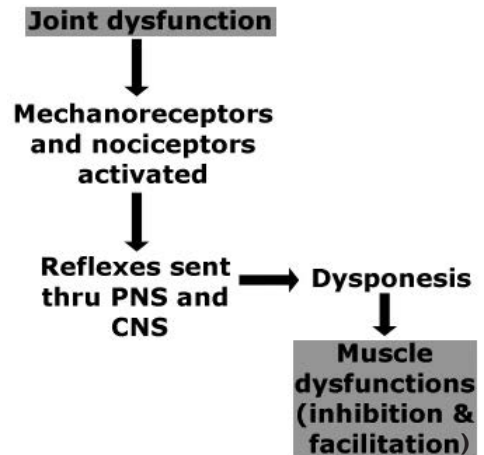 Joint dysfunction
Mechanoreceptors
and nociceptors
activated
Reflexes sent
thru PNS and
CNS
Dysponesis
Muscle
dysfunctions
(inhibition &
facilitation)